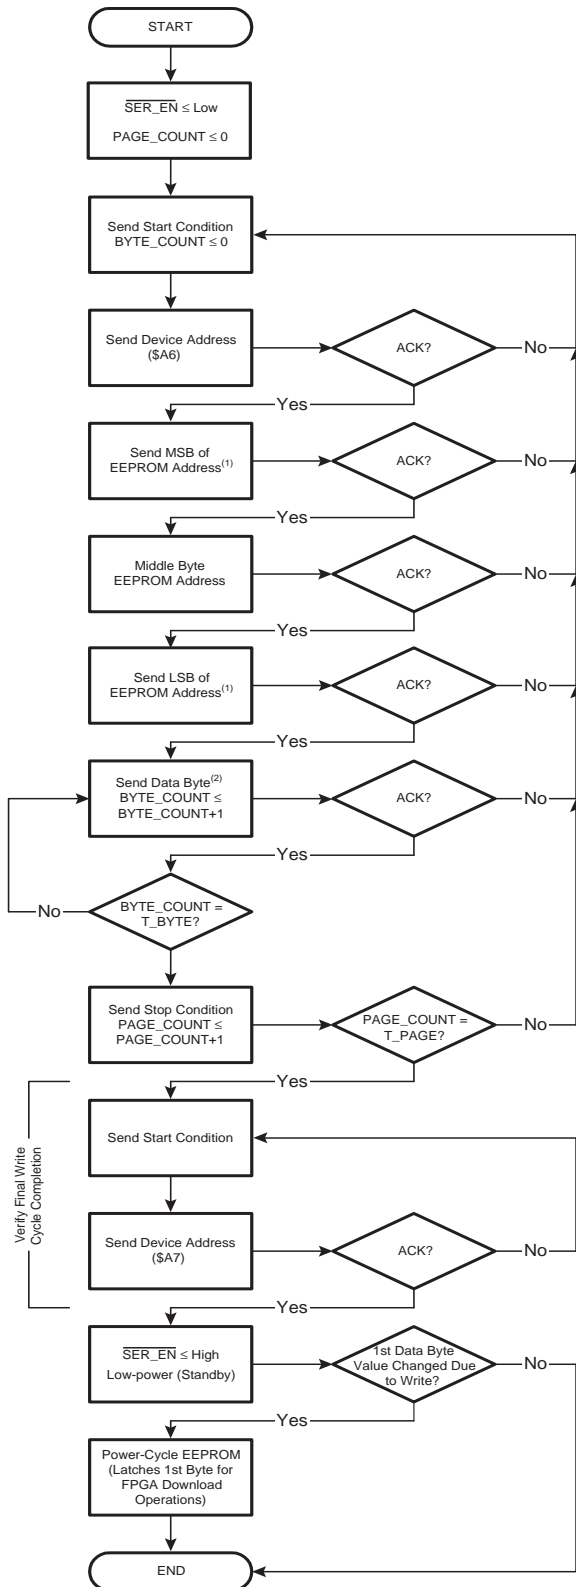 START
SER_EN ≤ Low
PAGE_COUNT ≤ 0
Send Start Condition
BYTE_COUNT ≤ 0
Send Device Address
($A6)
ACK?
No
Yes
Send MSB of
EEPROM Address(1)
ACK?
No
Yes
Middle Byte
EEPROM Address
ACK?
No
Yes
Send LSB of
EEPROM Address(1)
ACK?
No
Yes
Send Data Byte(2)
BYTE_COUNT ≤
BYTE_COUNT+1
ACK?
No
Yes
No
BYTE_COUNT =
T_BYTE?
Send Stop Condition
PAGE_COUNT ≤
PAGE_COUNT+1
PAGE_COUNT =
T_PAGE?
No
Yes
Verify Final Write
Cycle Completion
Send Start Condition
Send Device Address
($A7)
ACK?
No
Yes
SER_EN ≤ High
Low-power (Standby)
1st Data Byte
Value Changed Due
to Write?
No
Yes
Power-Cycle EEPROM
(Latches 1st Byte for
FPGA Download
Operations)
END